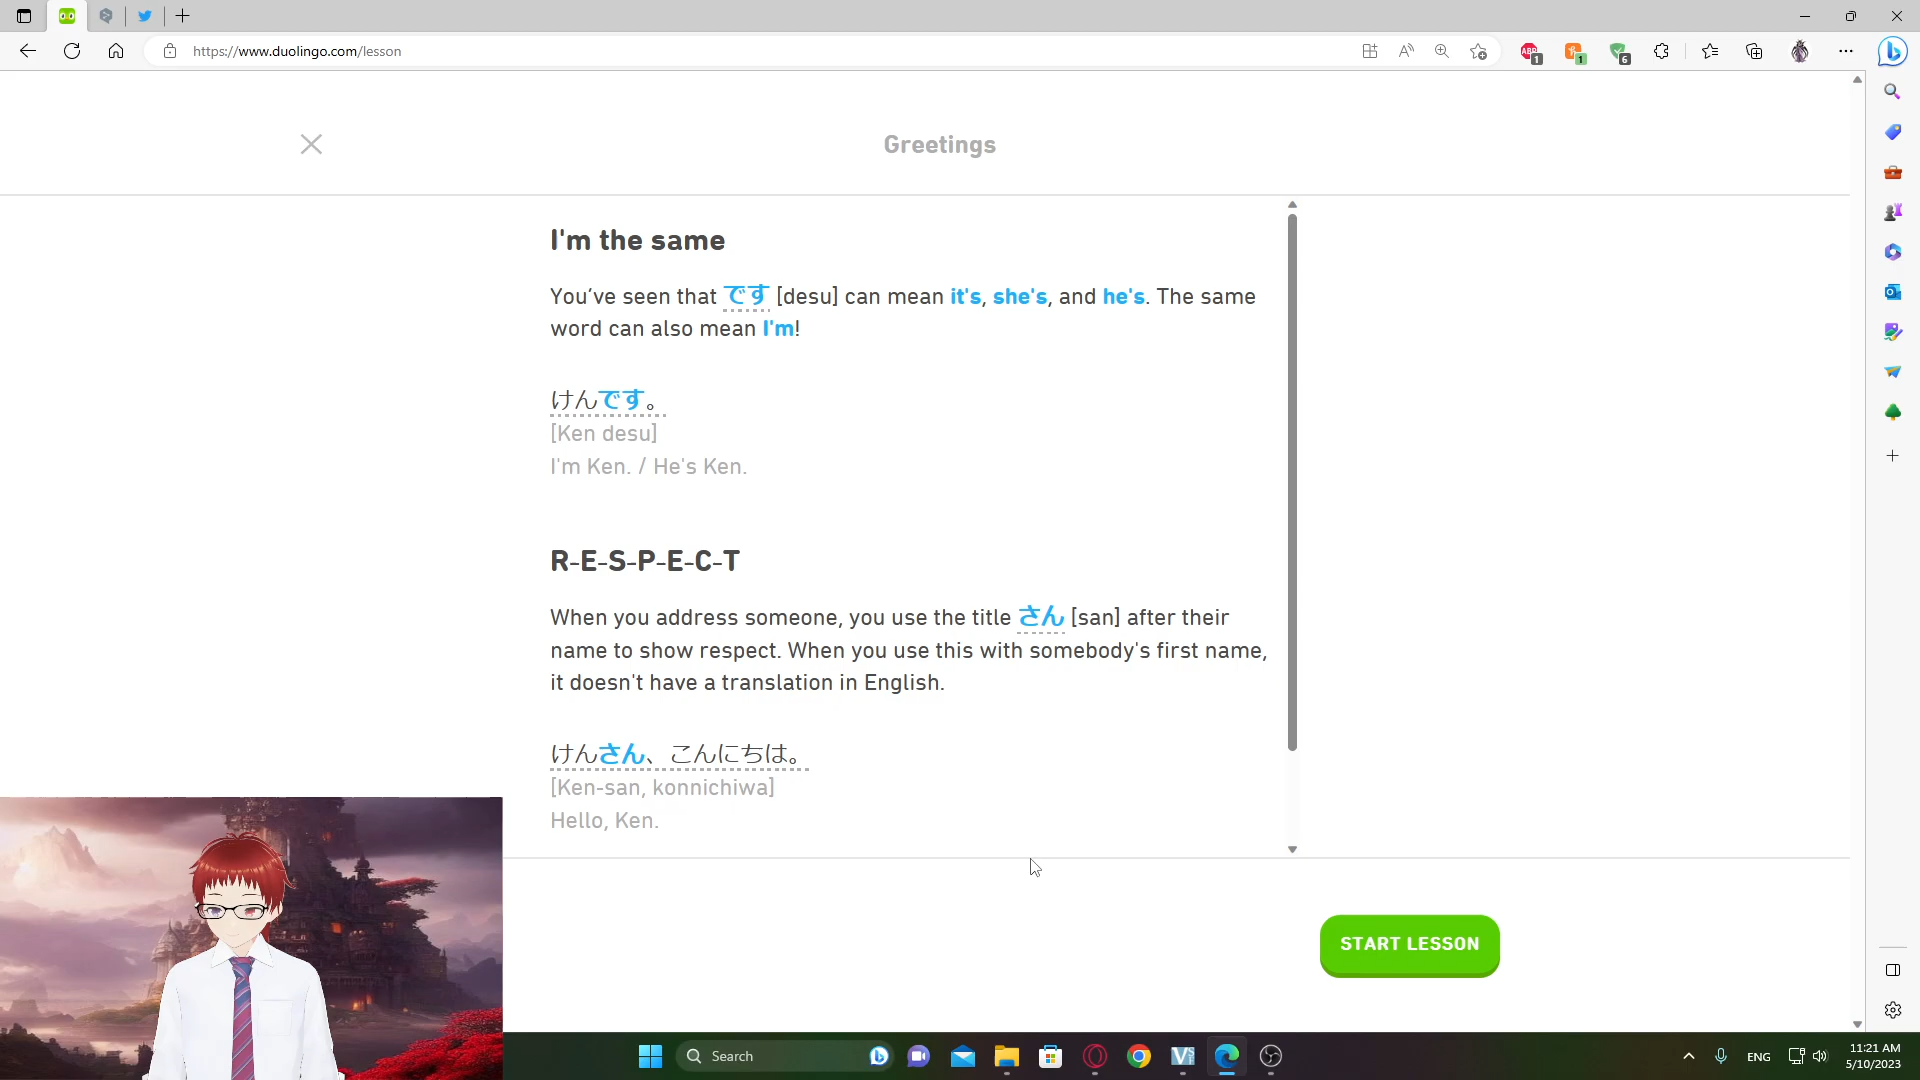 https://www.duolingo.com/lesson
ABP
1
1
6
Greetings
I'm the same
You've seen that です [desu] can mean it's, she's, and he's. The same
word can also mean I'm!
けんです。
[Ken desu]
I'm Ken. / He's Ken.
R-E-S-P-E-C-T
When you address someone, you use the title さん [san] after their
name to show respect. When you use this with somebody's first name,
it doesn't have a translation in English.
けんさん、こんにちは。
[Ken-san, konnichiwa]
Hello, Ken.
START LESSON
Search
ENG
11:21 AM
5/10/2023